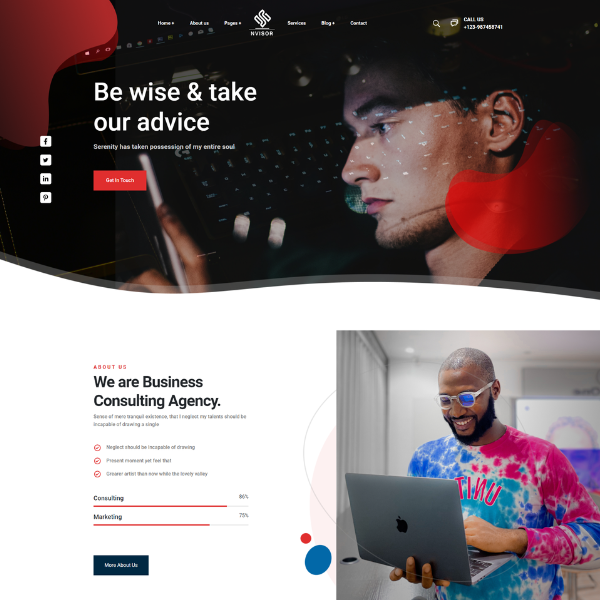 Home +
About us
Pages +
NVISOR
Services
Blog +
Contact
CALL US
+123-987458741
Be wise & take
our advice
Serenity has taken possession of my entire soul
Get In Touch
ABOUT US
We are Business
Consulting Agency.
Sense of mere tranquil existence, that I neglect my talents should be
incapable of drawing a single
Neglect should be incapable of drawing
Present moment yet feel that
Greater artist than now while the lovely valley
Consulting
86%
Marketing
75%
More About Us